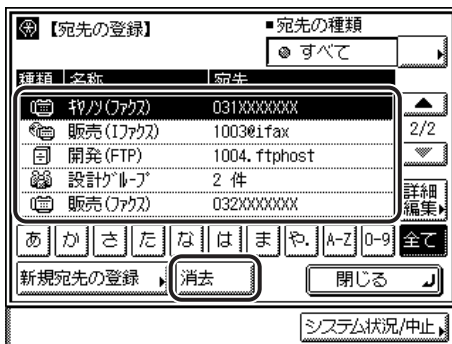 【宛先の登録】
■宛先の種類
すべて
種類 名称 宛先
ｷﾔﾉﾝ(ﾌｧｸｽ) 031XXXXXXX
販売(Iﾌｧｸｽ) 1003@ifax
開発(FTP) 1004.ftphost
設計ｸﾞﾙｰﾌﾟ 2 件
販売(ﾌｧｸｽ) 032XXXXXXX
2/2
詳細
編集
あ か さ た な は ま や. A-Z 0-9 全て
新規宛先の登録 消去 閉じる
システム状況/中止